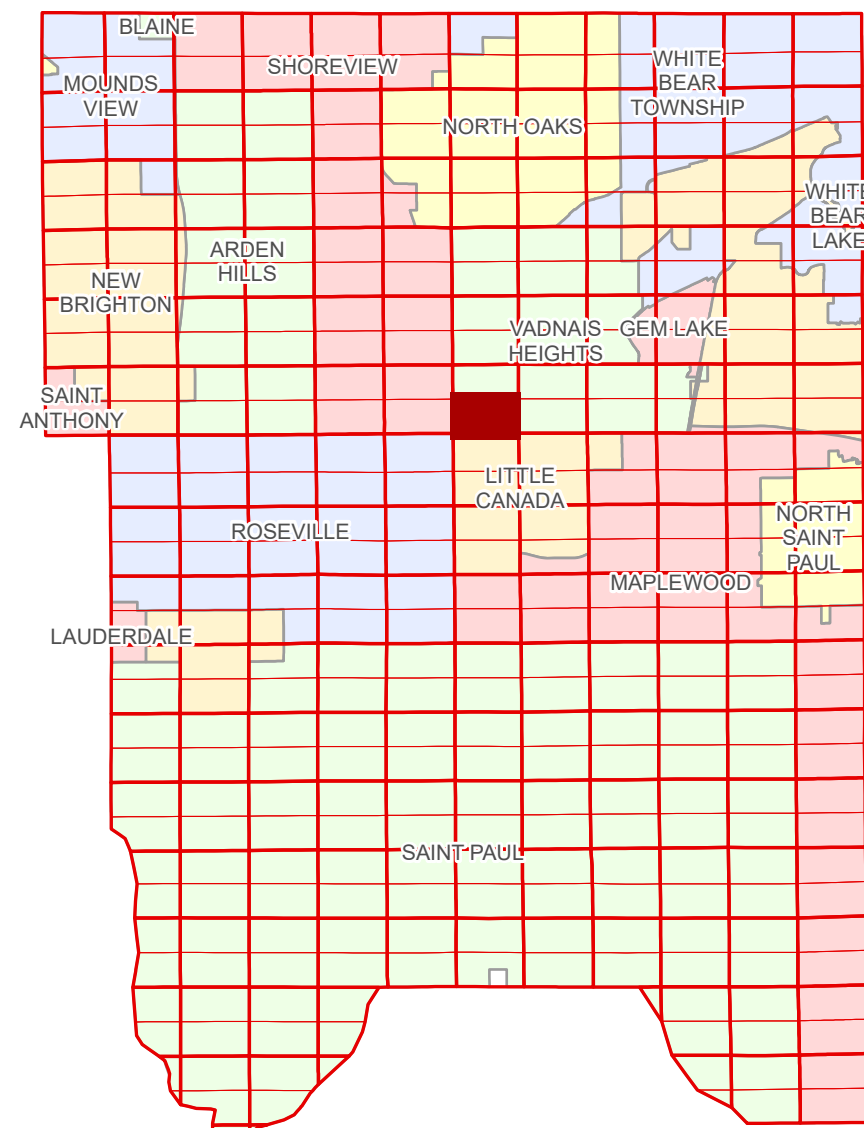 BLAINE
SHOREVIEW
WHITE
BEAR
TOWNSHIP
MOUNDS
VIEW
NORTH OAKS
WHITE
BEAR
LAKE
ARDEN
HILLS
NEW
BRIGHTON
VADNAIS
HEIGHTS
GEM LAKE
SAINT
ANTHONY
LITTLE
CANADA
NORTH
SAINT
PAUL
ROSEVILLE
MAPLEWOOD
LAUDERDALE
SAINT PAUL